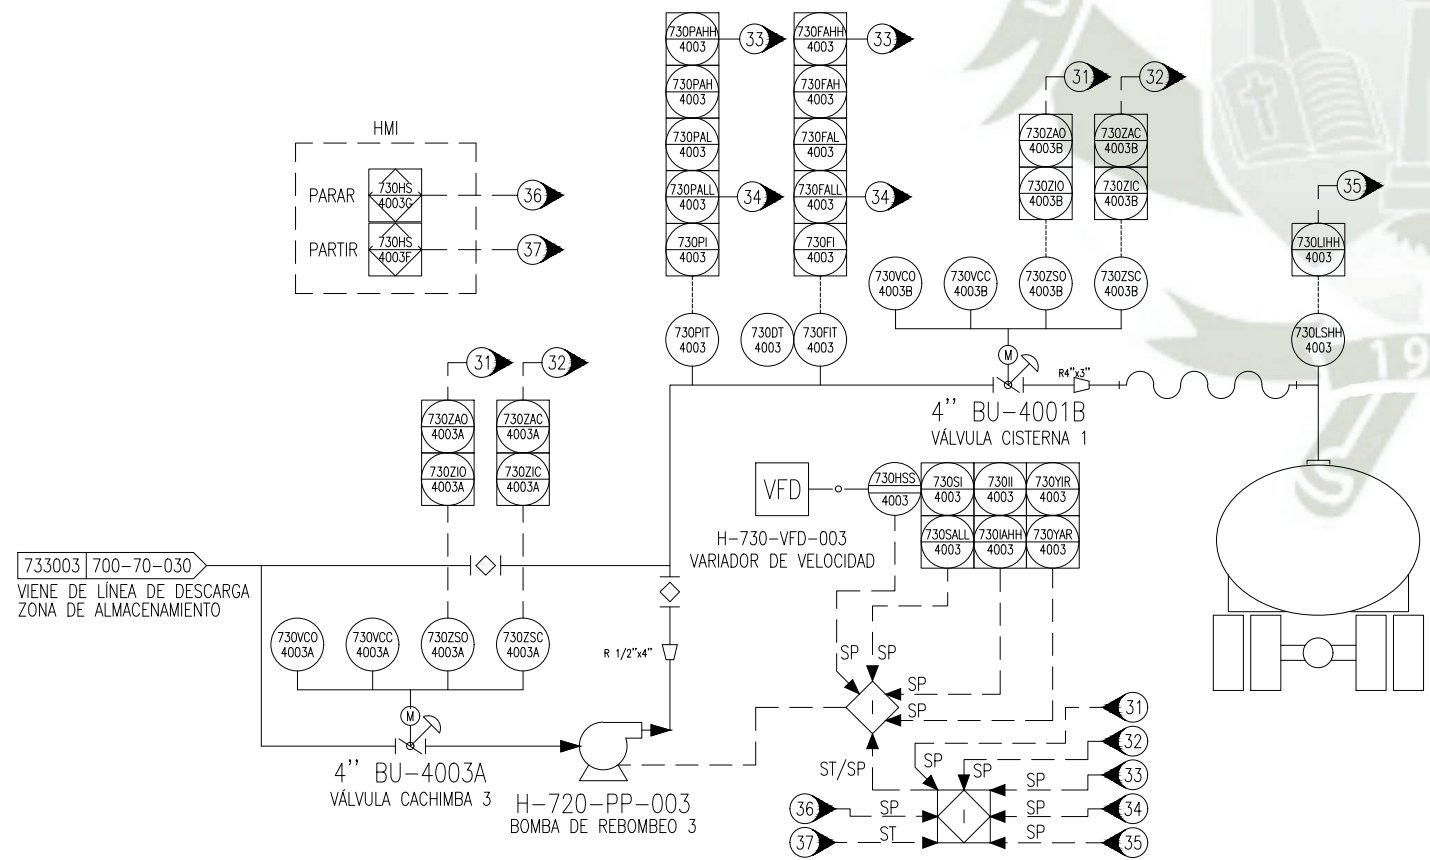 730PAHH
4003
33
730FAHH
4003
33
730PAH
4003
730FAH
4003
31
32
730PAL
4003
730FAL
4003
730ZAO
4003B
730ZAC
4003B
HMI
PARAR
730HS
4003G
36
730PALL
4003
34
730FALL
4003
34
730ZIO
4003B
730ZIC
4003B
35
PARTIR
730HS
4003F
37
730PI
4003
730FI
4003
730LIHH
4003
730VCO
4003B
730VCC
4003B
730ZSO
4003B
730ZSC
4003B
730PIT
4003
730DT
4003
730FIT
4003
730LSHH
4003
M
19
31
32
R4"x3"
4'' BU-4001B
VÁLVULA CISTERNA 1
730ZAO
4003A
730ZAC
4003A
730ZIO
4003A
730ZIC
4003A
VFD
730HSS
4003
730SI
4003
730II
4003
730YIR
4003
H-730-VFD-003
VARIADOR DE VELOCIDAD
730SALL
4003
730IAHH
4003
730YAR
4003
733003 700-70-030
VIENE DE LÍNEA DE DESCARGA
ZONA DE ALMACENAMIENTO
730VCO
4003A
730VCC
4003A
730ZSO
4003A
730ZSC
4003A
R 1/2"x4"
SP
SP
SP
SP
I
M
4'' BU-4003A
VÁLVULA CACHIMBA 3
H-720-PP-003
BOMBA DE REBOMBEO 3
ST/SP
SP
31
SP
32
SP
33
36
SP
I
SP
34
37
ST
SP
35